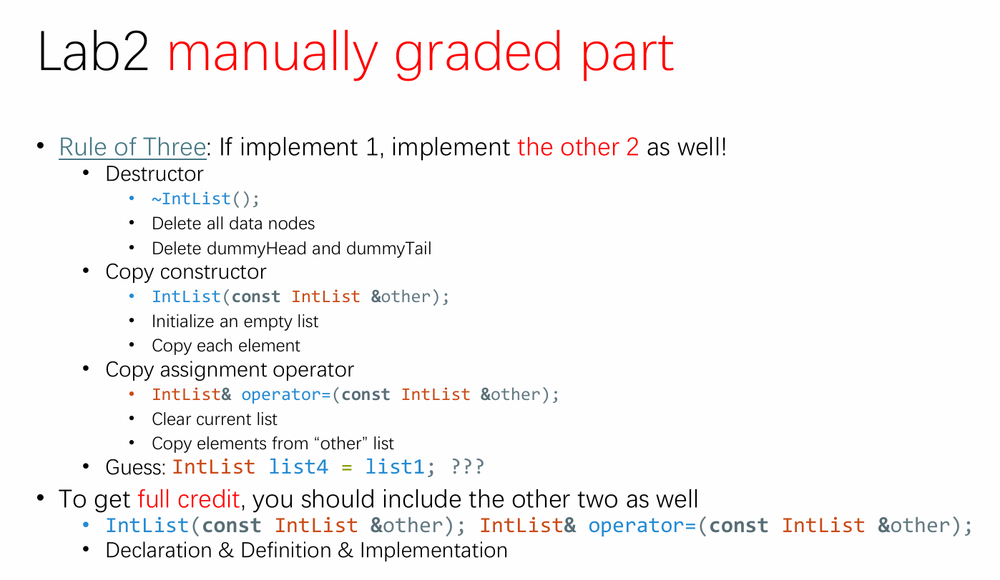 Lab2 manually graded part
• Rule of Three: If implement 1, implement the other 2 as well!
• Destructor
• ~IntList();
• Delete all data nodes
• Delete dummyHead and dummyTail
• Copy constructor
• IntList(const IntList &other);
• Initialize an empty list
• Copy each element
• Copy assignment operator
• IntList& operator=(const IntList &other);
• Clear current list
• Copy elements from “other” list
• Guess: IntList list4 = list1; ???
• To get full credit, you should include the other two as well
• IntList(const IntList &other); IntList& operator=(const IntList &other);
• Declaration & Definition & Implementation